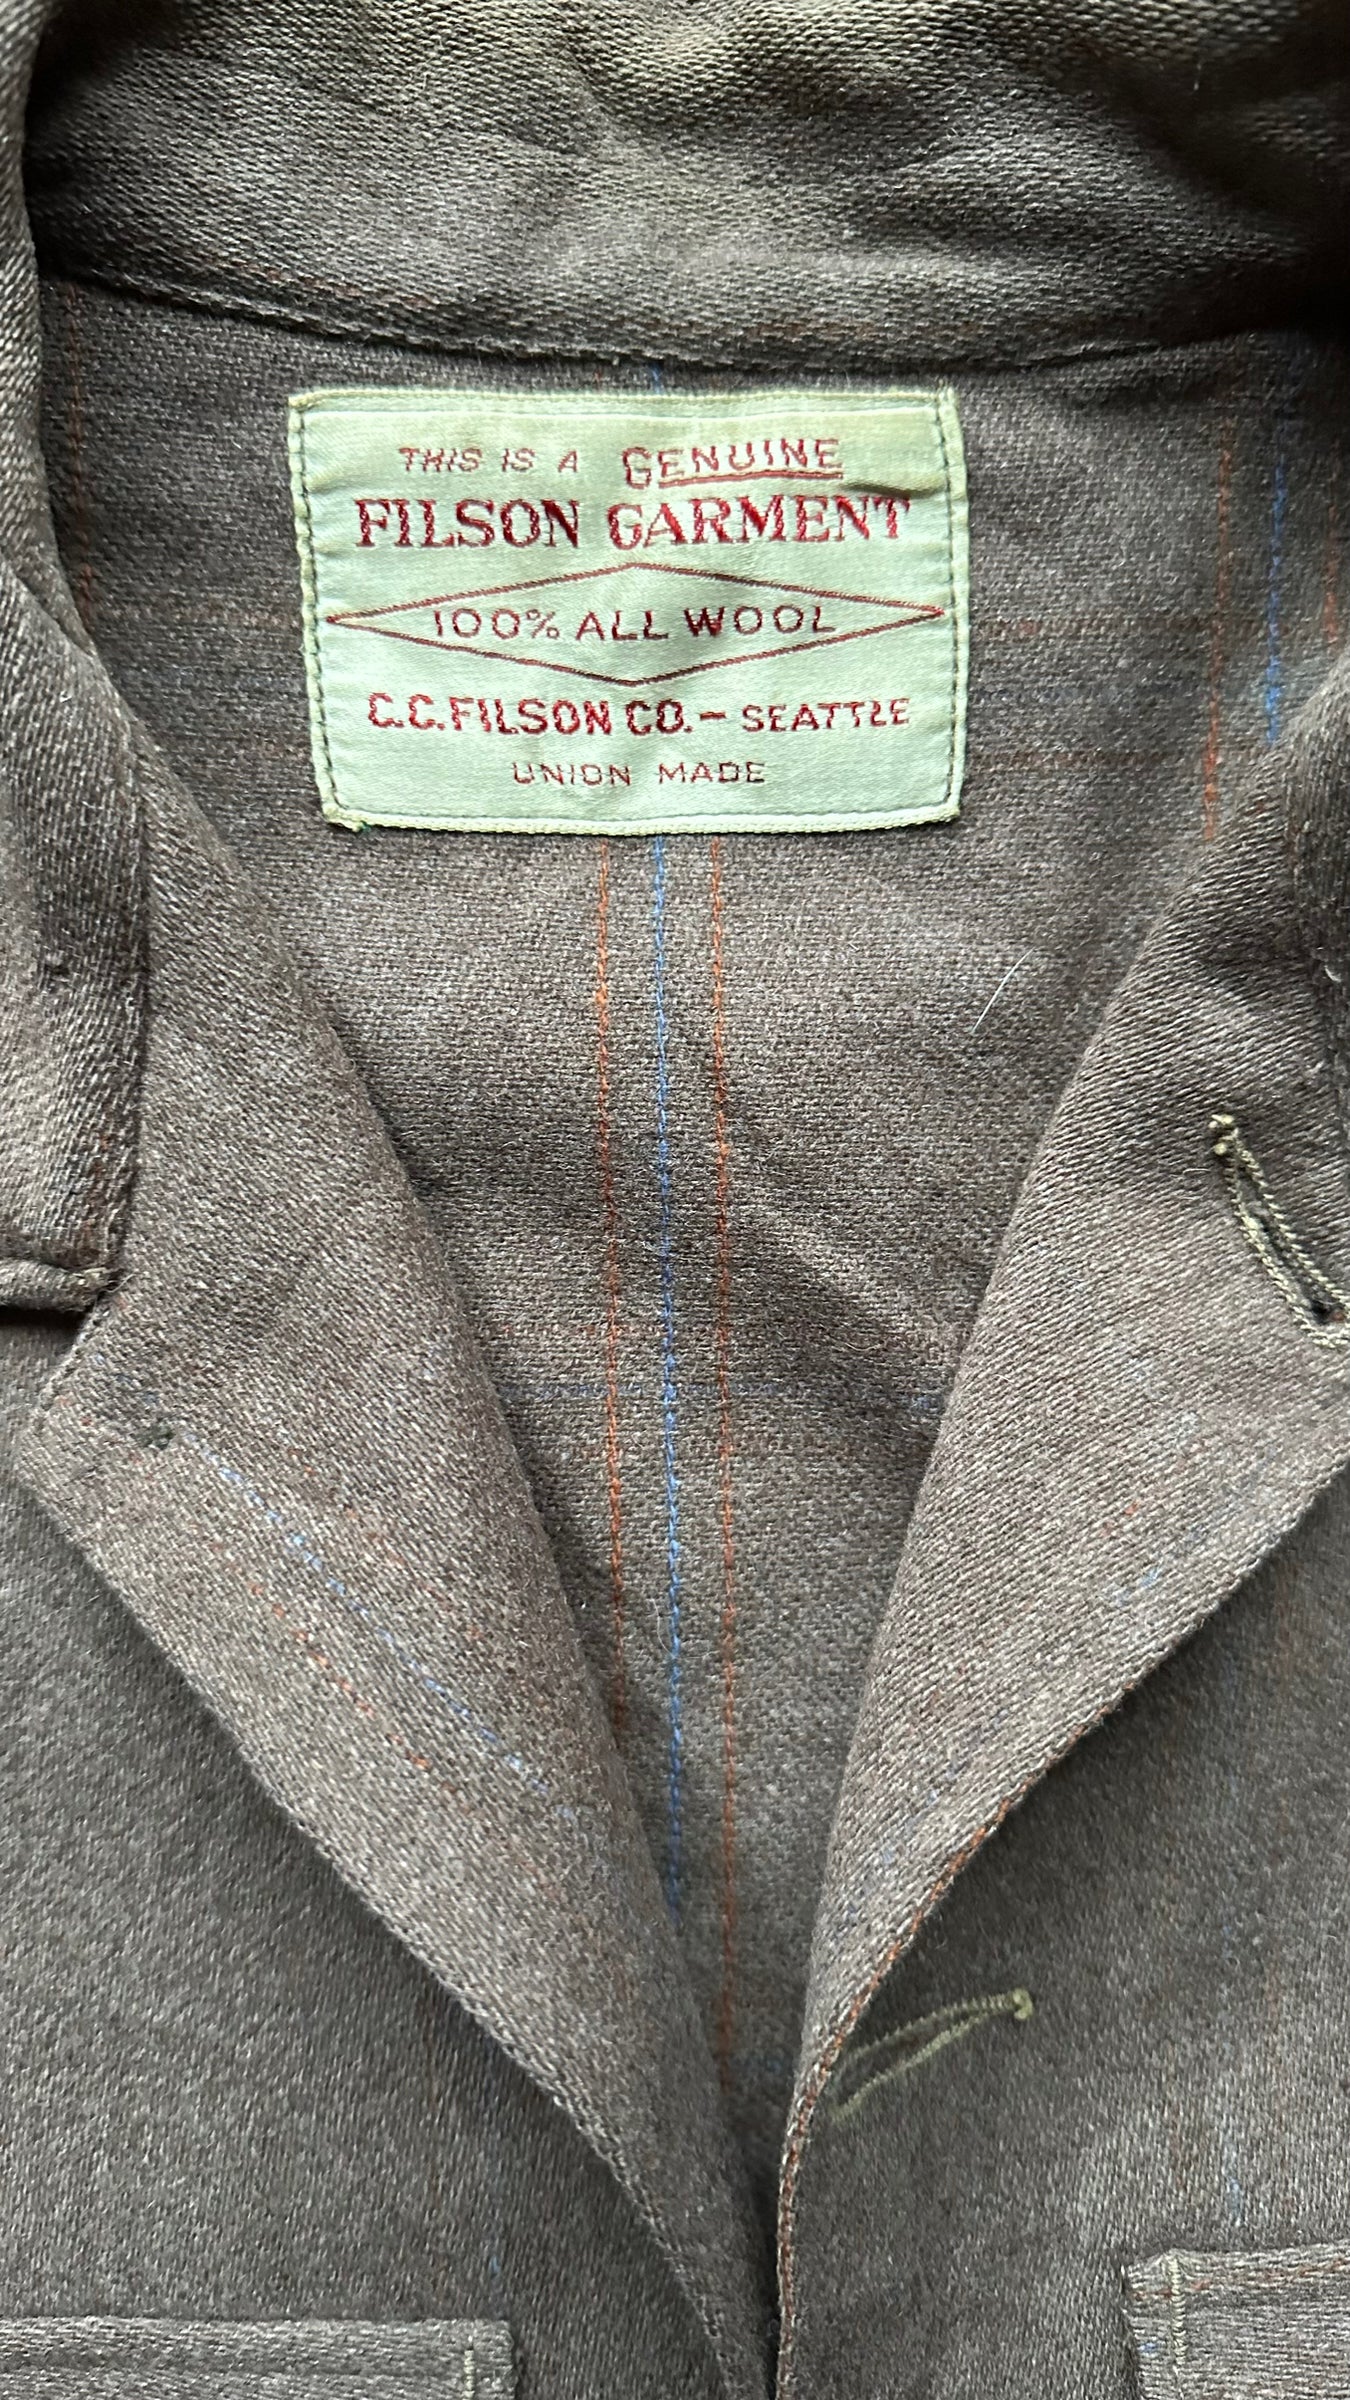 THIS IS A GENUINE
FILSON GARMENT
100% ALL WOOL
C.C. FILSON CO. - SEATTLE
UNION MADE